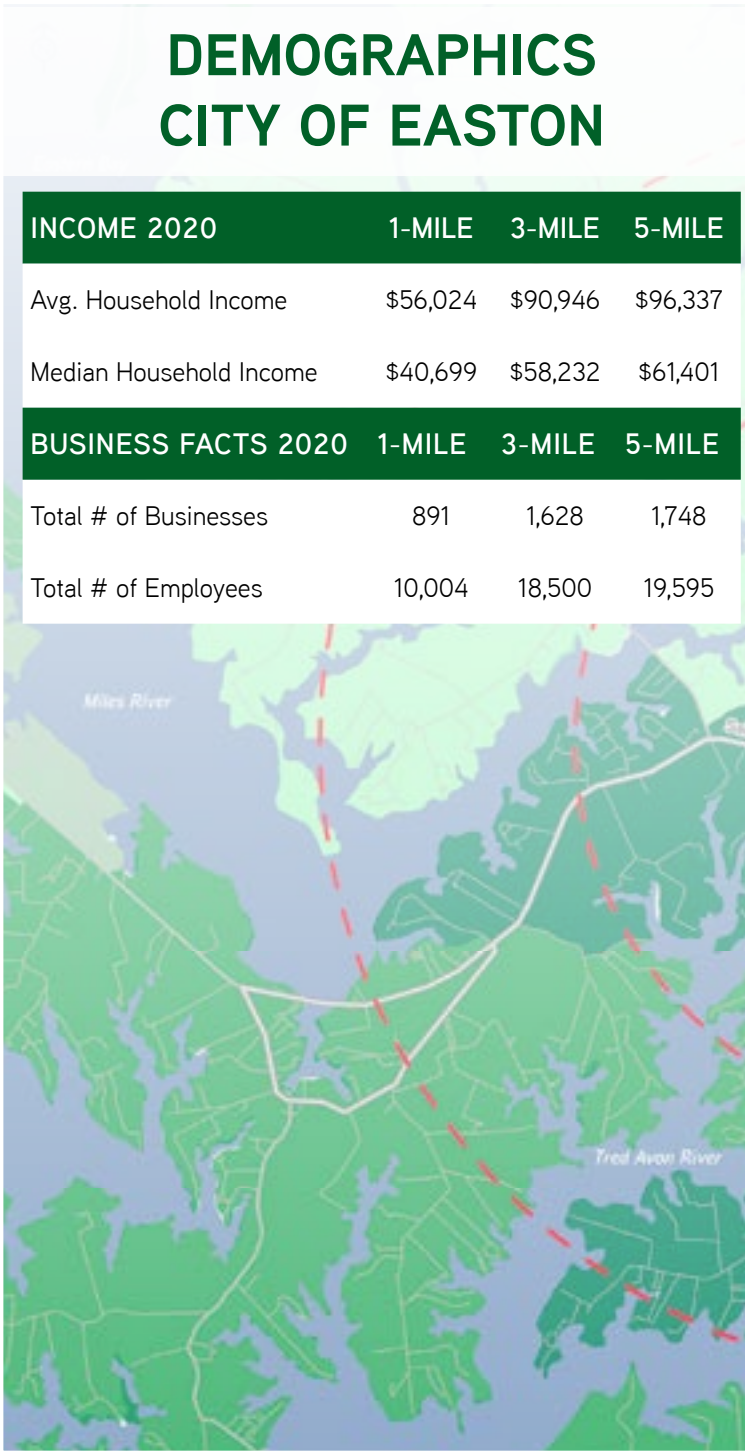 DEMOGRAPHICS
CITY OF EASTON
INCOME 2020 1-MILE 3-MILE 5-MILE
Avg. Household Income $56,024 $90,946 $96,337
Median Household Income $40,699 $58,232 $61,401
BUSINESS FACTS 2020 1-MILE 3-MILE 5-MILE
Total # of Businesses 891 1,628 1,748
Total # of Employees 10,004 18,500 19,595
Miles River
Tred Avon River